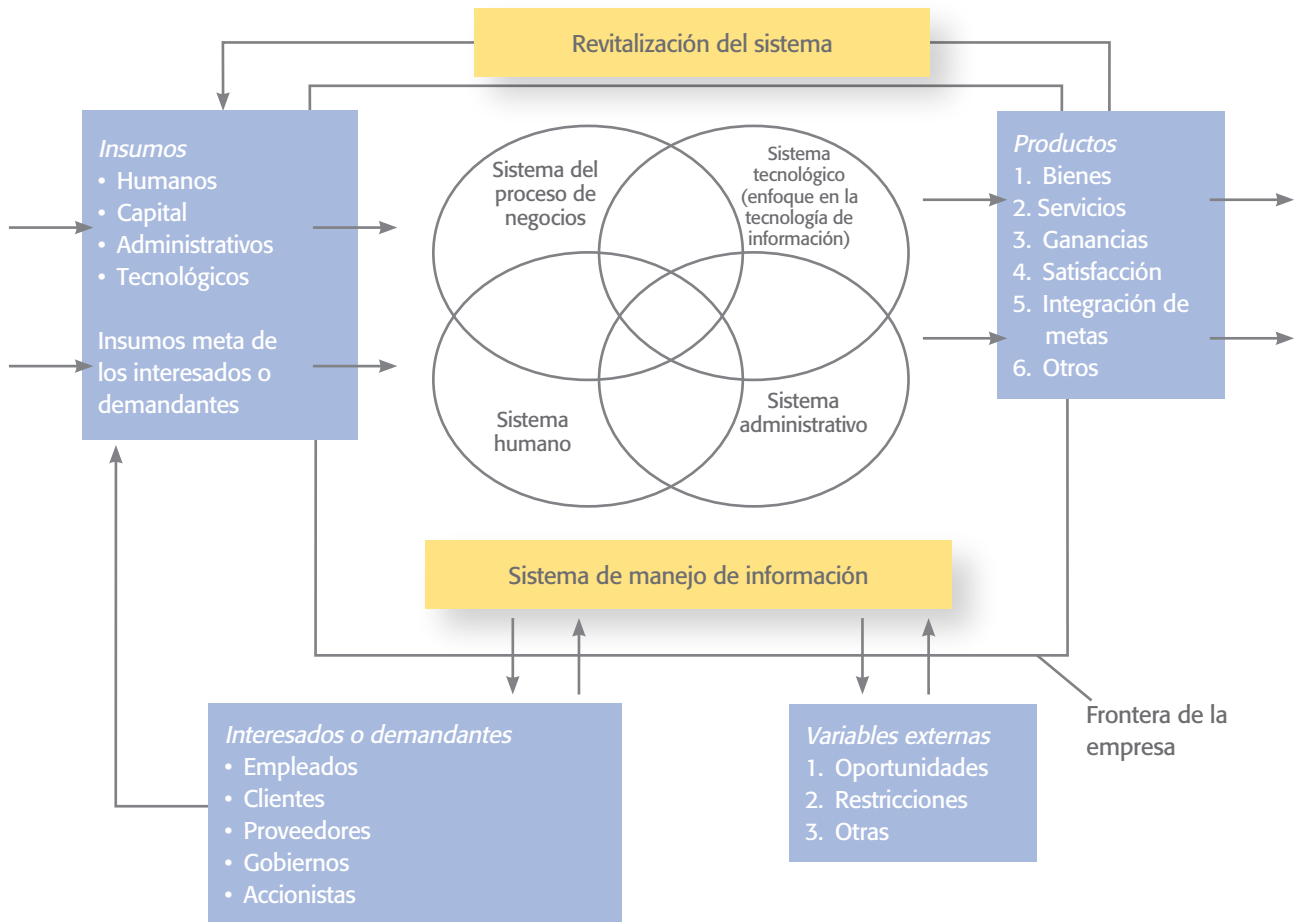 Revitalización del sistema
Insumos
• Humanos
• Capital
• Administrativos
• Tecnológicos
Insumos meta de
los interesados o
demandantes
Sistema del
proceso de
negocios
Sistema
tecnológico
(enfoque en la
tecnología de
información)
Sistema
humano
Sistema
administrativo
Productos
1. Bienes
2. Servicios
3. Ganancias
4. Satisfacción
5. Integración de
metas
6. Otros
Sistema de manejo de información
Interesados o demandantes
• Empleados
• Clientes
• Proveedores
• Gobiernos
• Accionistas
Variables externas
1. Oportunidades
2. Restricciones
3. Otras
Frontera de la
empresa